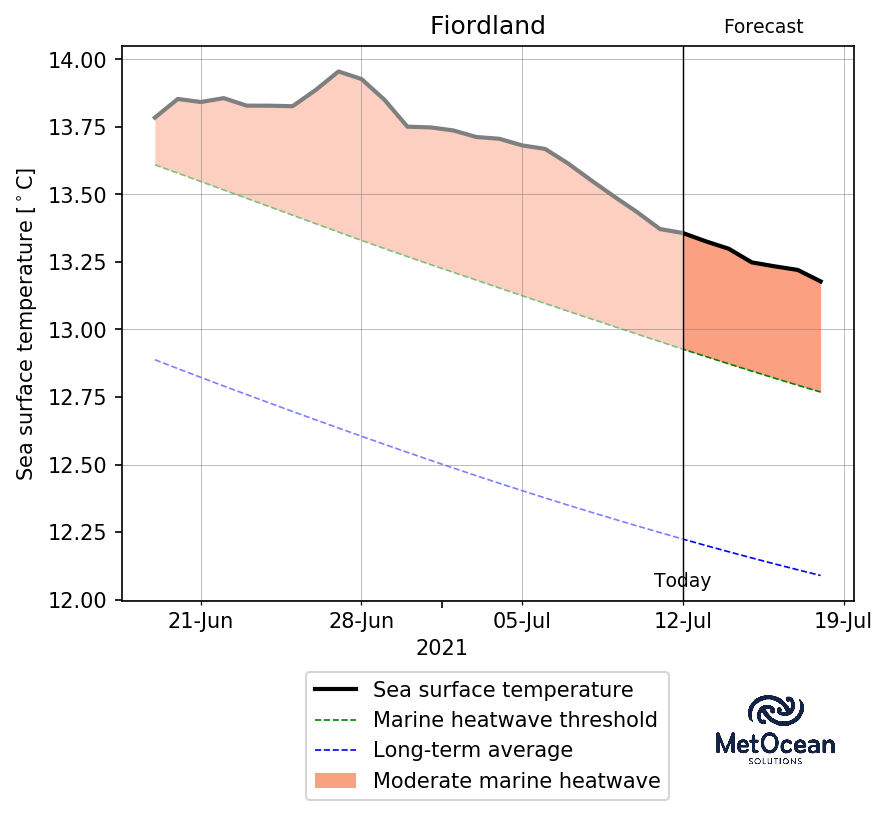 Fiordland
Forecast
14.00
13.75
13.50
13.25
13.00
12.75
12.50
12.25
12.00
Sea surface temperature [°C]
Today
21-Jun
28-Jun
05-Jul
12-Jul
19-Jul
2021
Sea surface temperature
Marine heatwave threshold
Long-term average
Moderate marine heatwave
MetOcean
SOLUTIONS